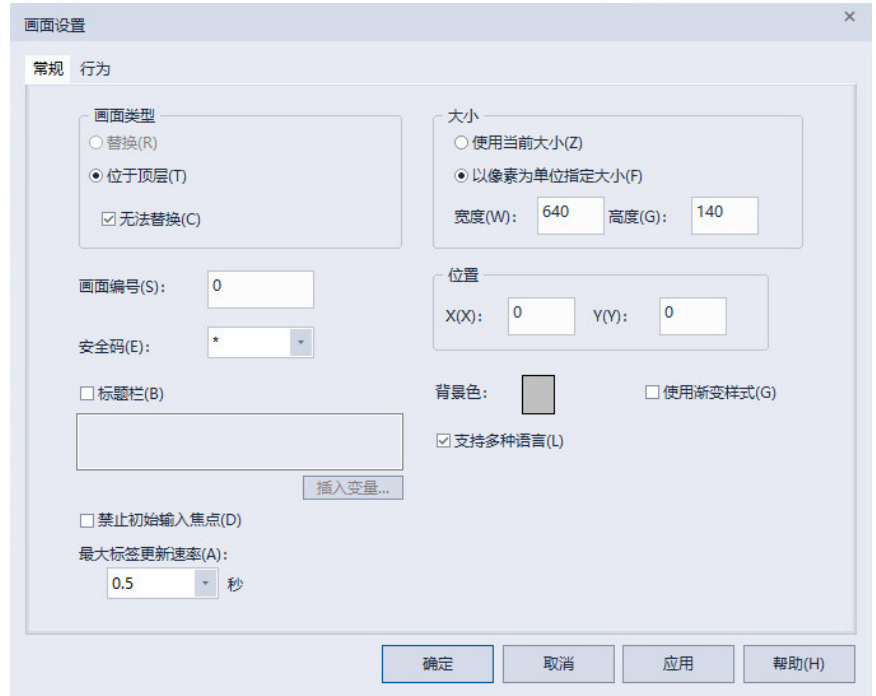 画面设置
常规 行为
画面类型
替换(R)
位于顶层(T)
无法替换(C)
大小
使用当前大小(Z)
以像素为单位指定大小(F)
宽度(W): 640 高度(G): 140
画面编号(S): 0
安全码(E): *
位置
X(X): 0 Y(Y): 0
标题栏(B)
插入变量...
背景色: 使用渐变样式(G)
支持多种语言(L)
禁止初始输入焦点(D)
最大标签更新速率(A):
0.5 秒
确定 取消 应用 帮助(H)